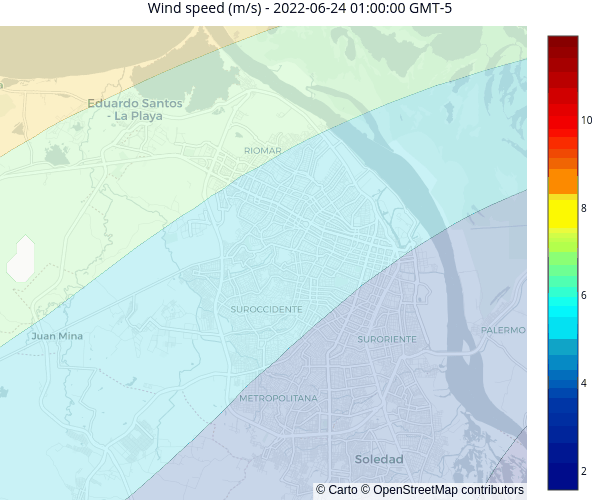 Wind speed (m/s) - 2022-06-24 01:00:00 GMT-5
Eduardo Santos
- La Playa
RIOMAR
10
8
6
4
2
SUROCCIDENTE
Juan Mina
SURORIENTE
PALERMO
METROPOLITANA
Soledad
© Carto © OpenStreetMap contributors